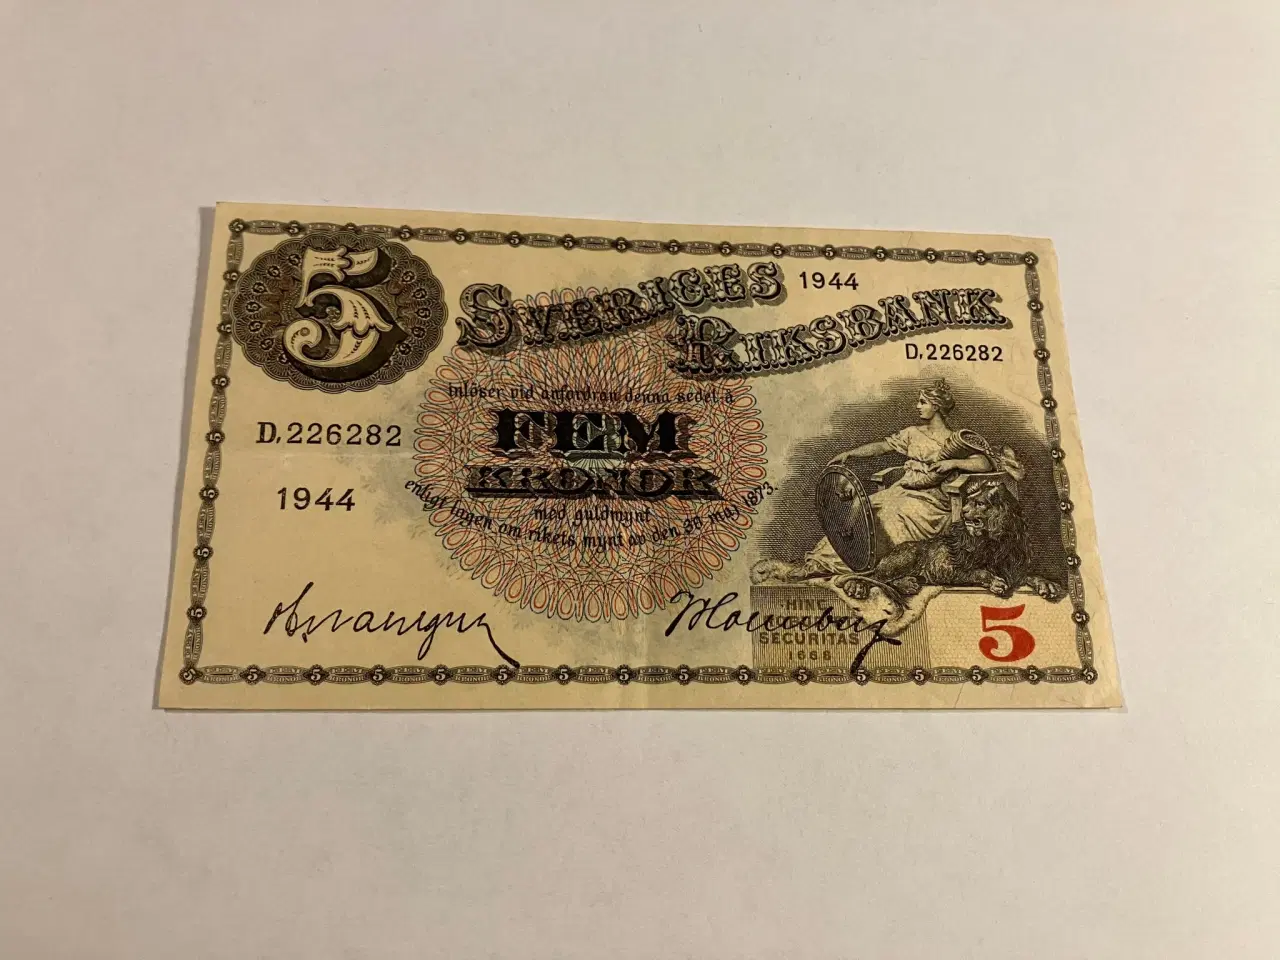 5
SVERIGES
1944
RIKSBANK
D,226282
Inlöser vid anfordran denna sedel à
FEM
KRONOR
D,226282
1944
med guldmynt
enligt lagen om rikets mynt av den 30 maj 1873.
HINC
SECURITAS
1668
5